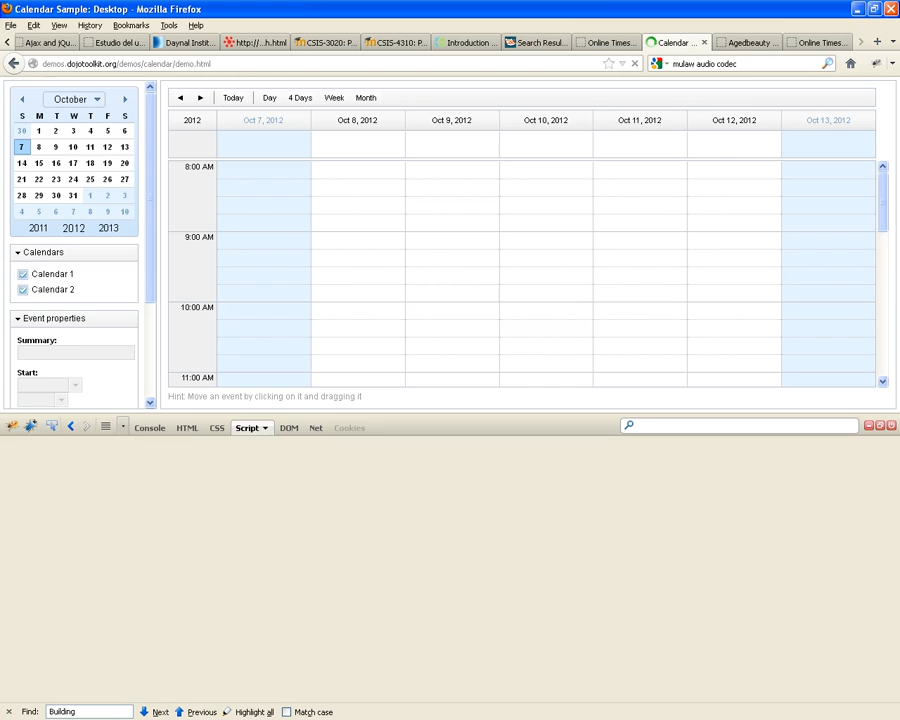 Calendar Sample: Desktop - Mozilla Firefox
File Edit View History Bookmarks Tools Help
Ajax and jQu... Estudio del u... Daynal Instit... http://...h.html CSIS-3020: P... CSIS-4310: P... Introduction ... Search Resul... Online Times... Calendar ... Agedbeauty ... Online Times...
demos.dojotoolkit.org/demos/calendar/demo.html mulaw audio codec
October
S M T W T F S
30 1 2 3 4 5 6
7 8 9 10 11 12 13
14 15 16 17 18 19 20
21 22 23 24 25 26 27
28 29 30 31 1 2 3
4 5 6 7 8 9 10
2011 2012 2013
Calendars
Calendar 1
Calendar 2
Event properties
Summary:
Start:
Today Day 4 Days Week Month
2012 Oct 7, 2012 Oct 8, 2012 Oct 9, 2012 Oct 10, 2012 Oct 11, 2012 Oct 12, 2012 Oct 13, 2012
8:00 AM
9:00 AM
10:00 AM
11:00 AM
Hint: Move an event by clicking on it and dragging it
Console HTML CSS Script DOM Net Cookies
Find: Building Next Previous Highlight all Match case